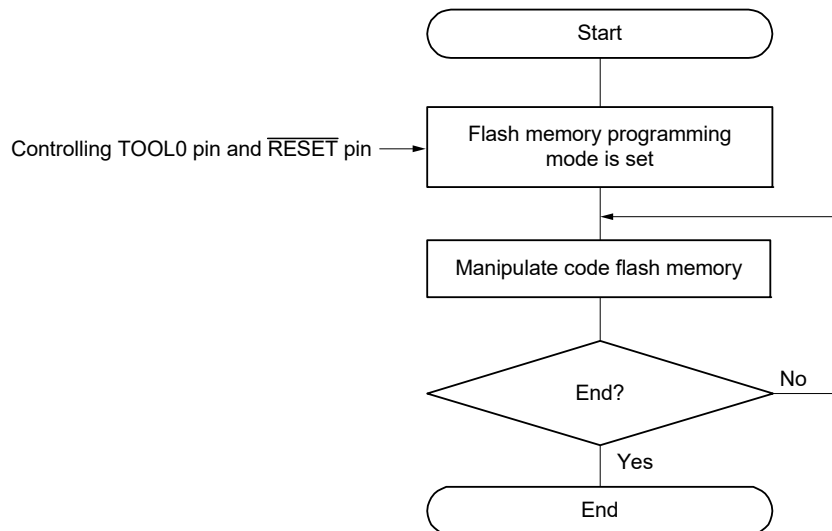 Start
Flash memory programming
mode is set
Controlling TOOL0 pin and RESET pin
Manipulate code flash memory
End?
No
Yes
End